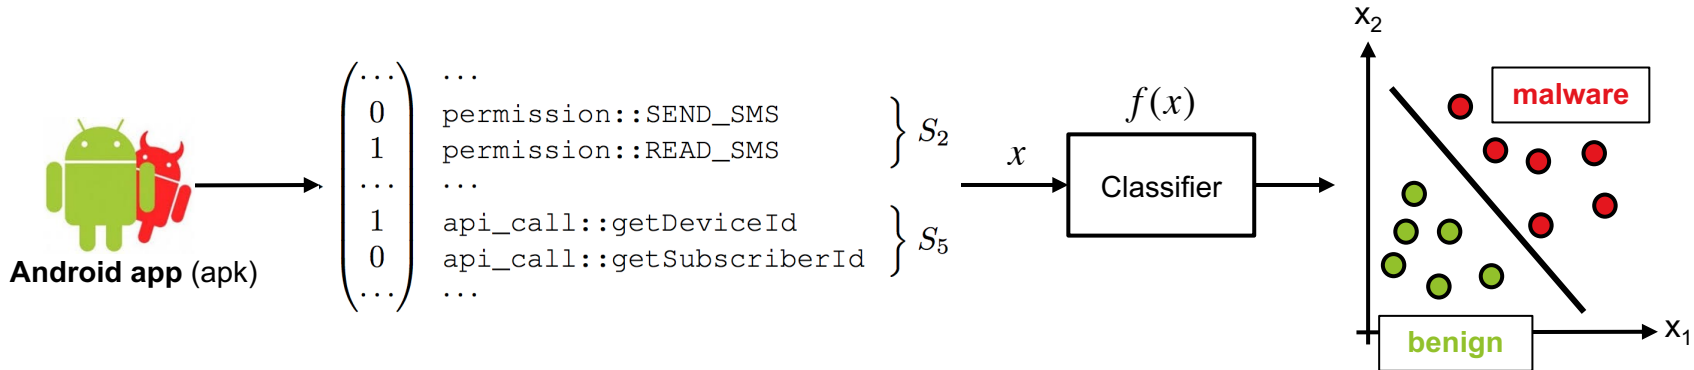 Android app (apk)
(...) ...
0 permission::SEND_SMS
1 permission::READ_SMS
} S2
... ...
1 api_call::getDeviceId
0 api_call::getSubscriberId
} S5
... ...
x
f(x)
Classifier
x2
malware
benign
x1